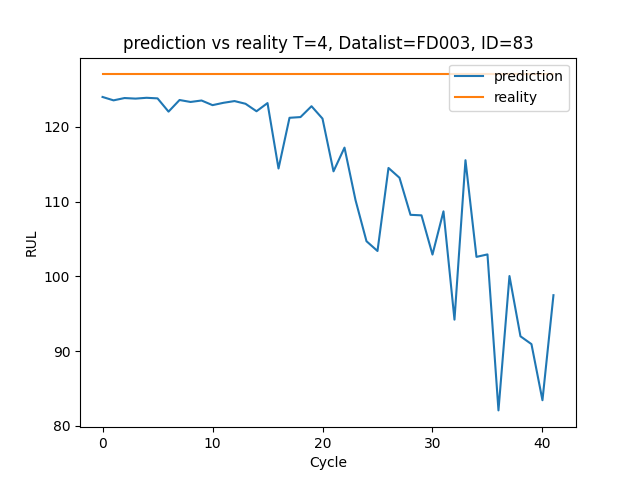 prediction vs reality T=4, Datalist=FD003, ID=83
prediction
reality
RUL
120
110
100
90
80
0 10 20 30 40
Cycle